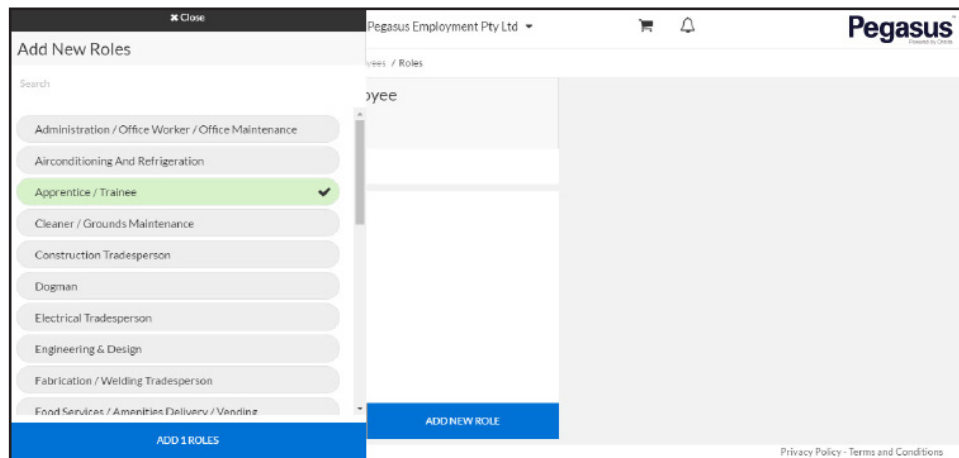 ✖ Close
Add New Roles
Search
Administration / Office Worker / Office Maintenance
Airconditioning And Refrigeration
Apprentice / Trainee
Cleaner / Grounds Maintenance
Construction Tradesperson
Dogman
Electrical Tradesperson
Engineering & Design
Fabrication / Welding Tradesperson
Food Services / Amenities Delivery / Vending
ADD 1 ROLES
Pegasus Employment Pty Ltd
Pegasus
yees / Roles
oyee
ADD NEW ROLE
Privacy Policy - Terms and Conditions